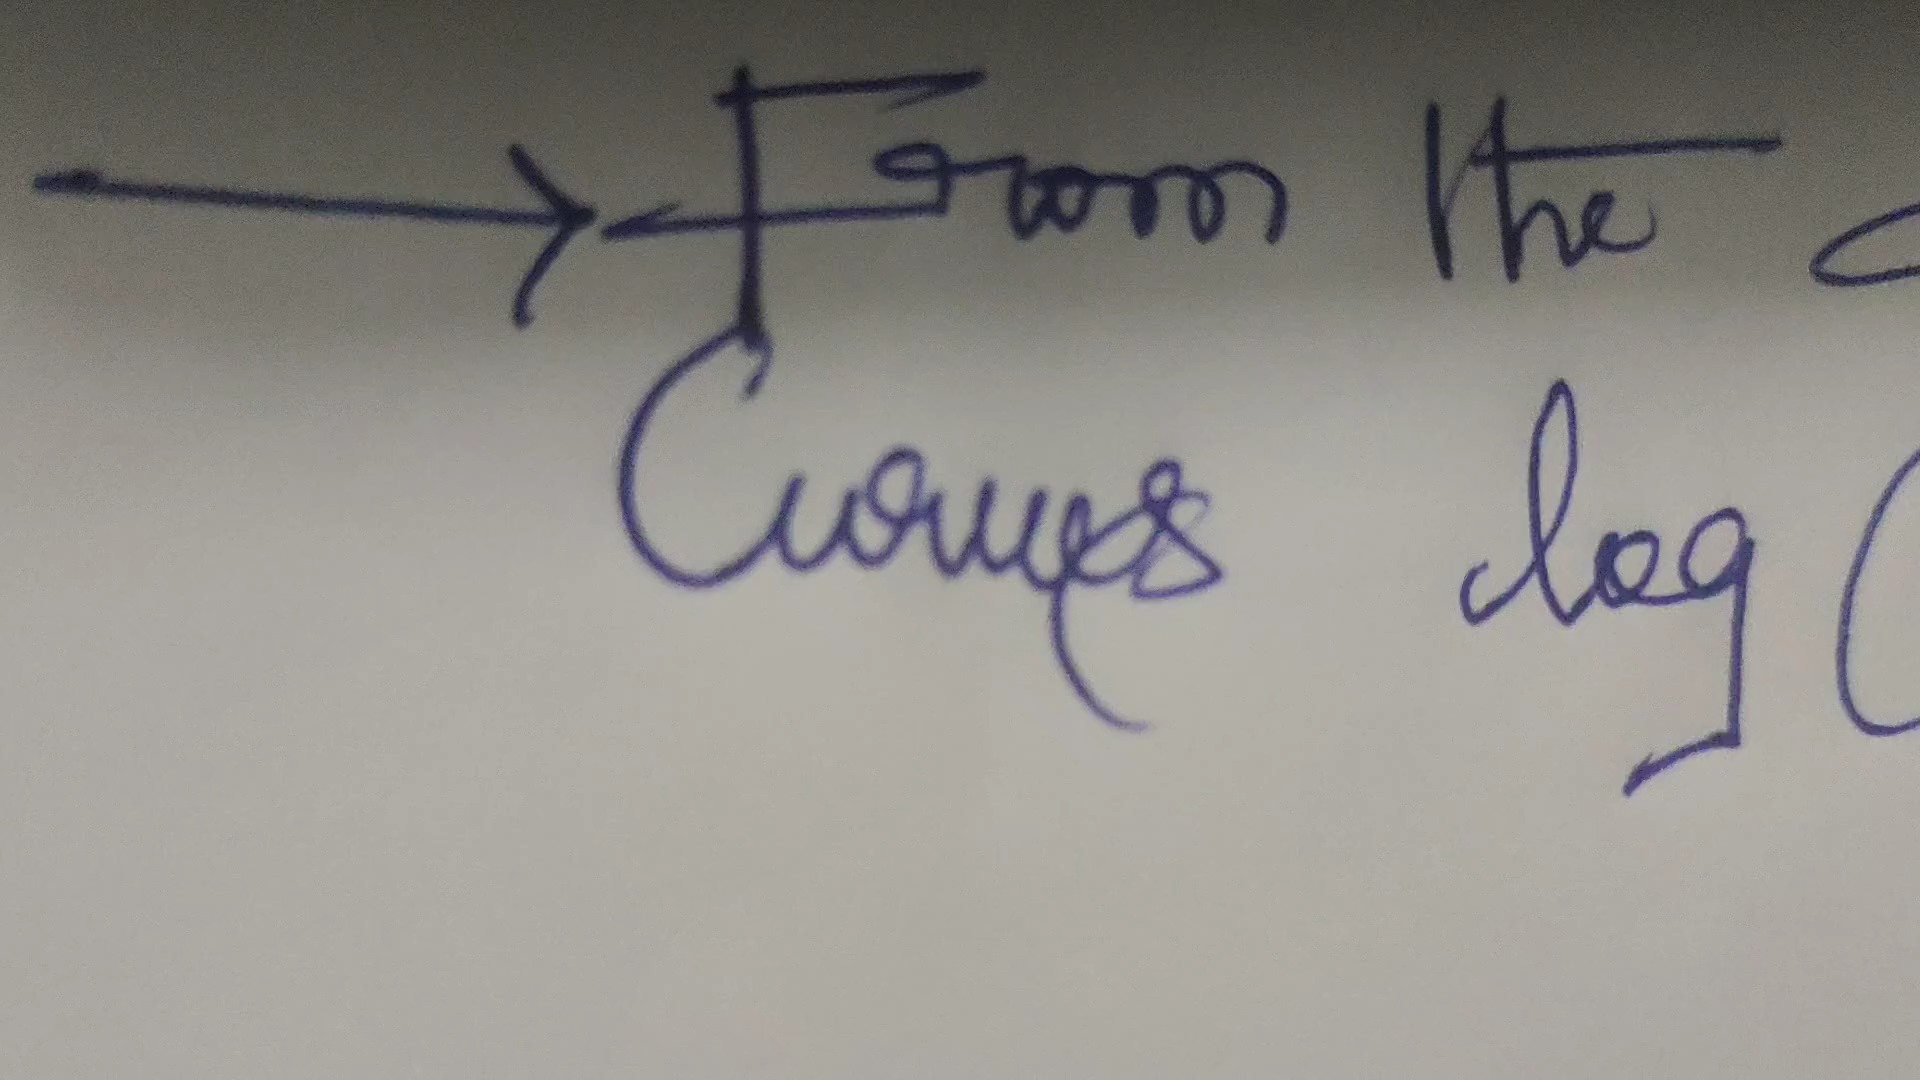 → From the
Curves log (